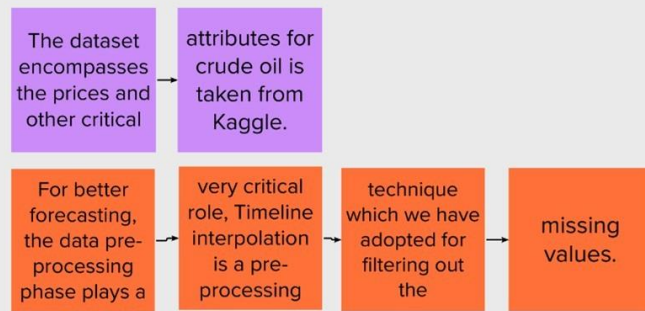 The dataset
encompasses
the prices and
other critical
attributes for
crude oil is
taken from
Kaggle.
For better
forecasting,
the data pre-
processing
phase plays a
very critical
role, Timeline
interpolation
is a pre-
processing
technique
which we have
adopted for
filtering out
the
missing
values.